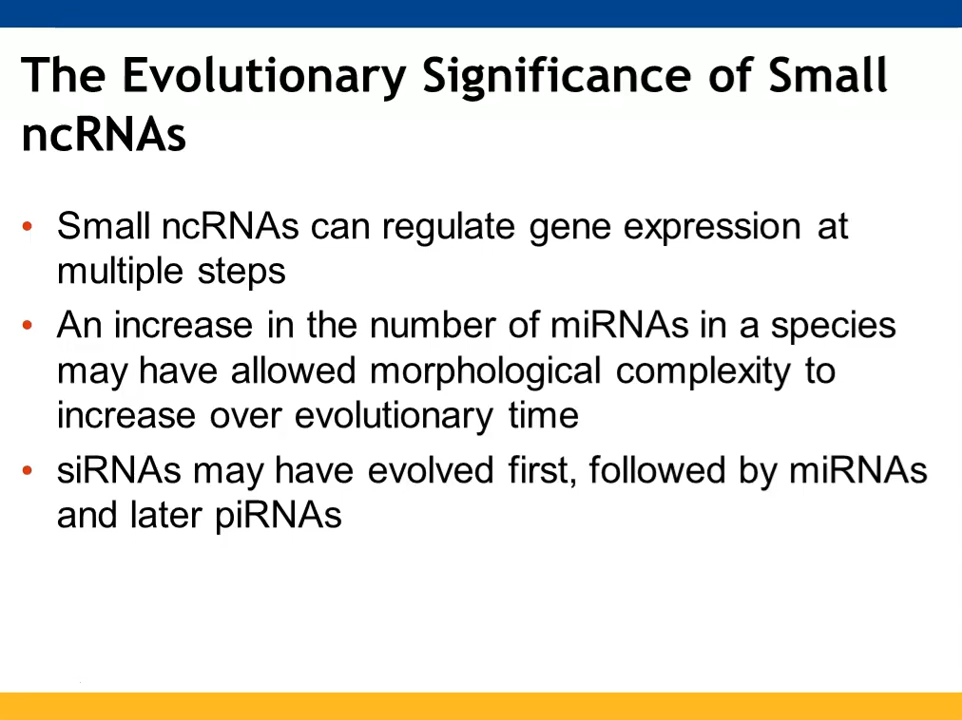 The Evolutionary Significance of Small
ncRNAs
• Small ncRNAs can regulate gene expression at
multiple steps
• An increase in the number of miRNAs in a species
may have allowed morphological complexity to
increase over evolutionary time
• siRNAs may have evolved first, followed by miRNAs
and later piRNAs